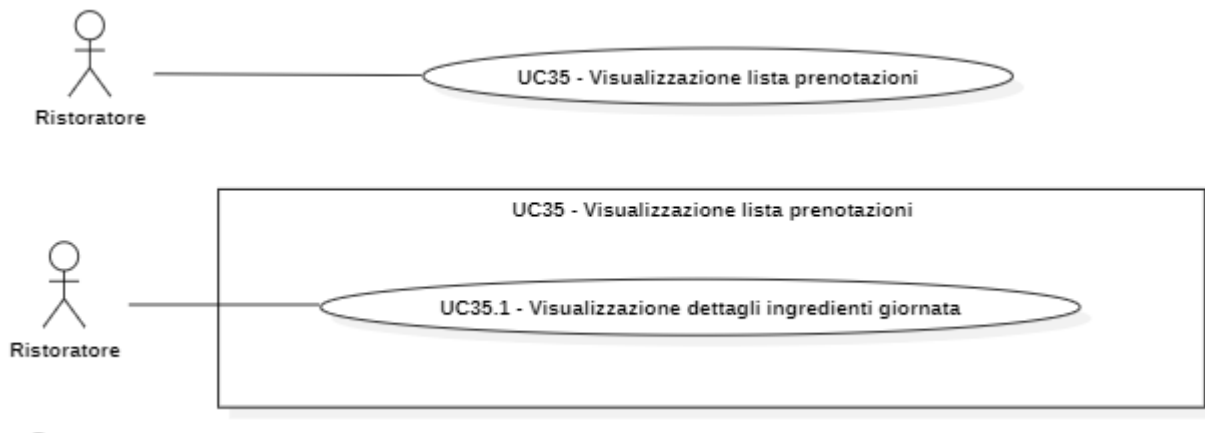 UC35 - Visualizzazione lista prenotazioni
Ristoratore
UC35 - Visualizzazione lista prenotazioni
UC35.1 - Visualizzazione dettagli ingredienti giornata
Ristoratore